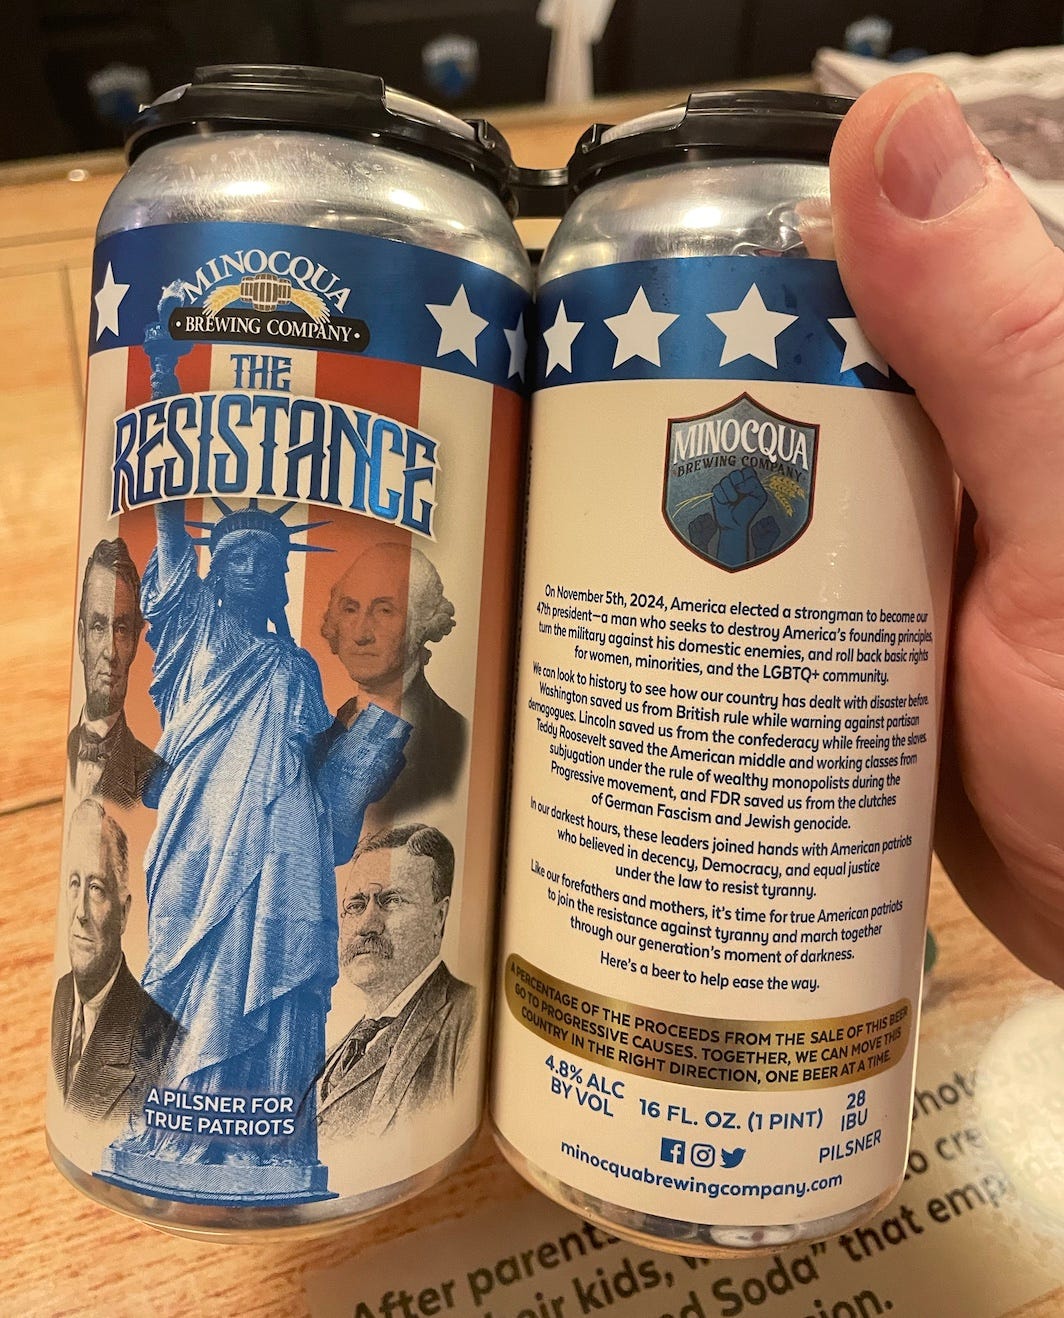 MINOCQUA
• BREWING COMPANY •
THE
RESISTANCE
A PILSNER FOR
TRUE PATRIOTS
MINOCQUA
BREWING COMPANY
On November 5th, 2024, America elected a strongman to become our
47th president—a man who seeks to destroy America's founding principles,
turn the military against his domestic enemies, and roll back basic rights
for women, minorities, and the LGBTQ+ community.
We can look to history to see how our country has dealt with disaster before.
Washington saved us from British rule while warning against partisan
demagogues. Lincoln saved us from the confederacy while freeing the slaves.
Teddy Roosevelt saved the American middle and working classes from
subjugation under the rule of wealthy monopolists during the
Progressive movement, and FDR saved us from the clutches
of German Fascism and Jewish genocide.
In our darkest hours, these leaders joined hands with American patriots
who believed in decency, Democracy, and equal justice
under the law to resist tyranny.
Like our forefathers and mothers, it's time for true American patriots
to join the resistance against tyranny and march together
through our generation's moment of darkness.
Here's a beer to help ease the way.
A PERCENTAGE OF THE PROCEEDS FROM THE SALE OF THIS BEER
GO TO PROGRESSIVE CAUSES. TOGETHER, WE CAN MOVE THIS
COUNTRY IN THE RIGHT DIRECTION, ONE BEER AT A TIME.
4.8% ALC
BY VOL
16 FL. OZ. (1 PINT)
28
IBU
PILSNER
minocquabrewingcompany.com
After parents
their kids,
Soda" that